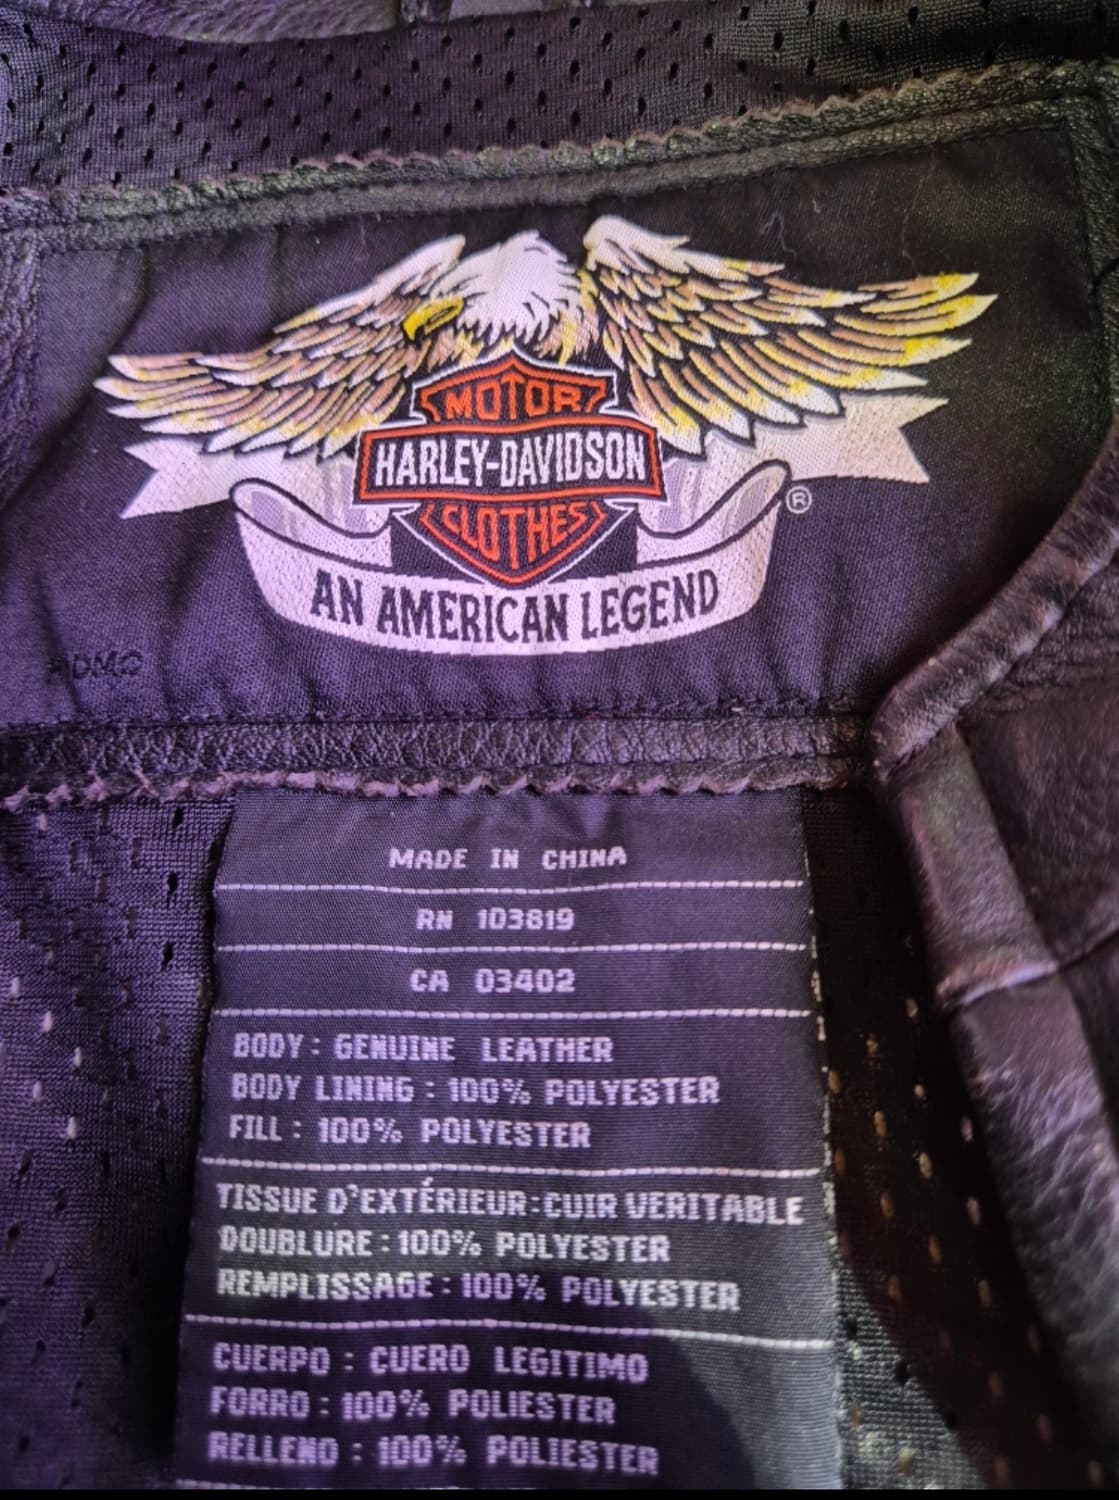 MOTOR
HARLEY-DAVIDSON
CLOTHES
®
AN AMERICAN LEGEND
HDMC
MADE IN CHINA
RN 103819
CA 03402
BODY: GENUINE LEATHER
BODY LINING: 100% POLYESTER
FILL: 100% POLYESTER
TISSUE D'EXTÉRIEUR: CUIR VERITABLE
DOUBLURE: 100% POLYESTER
REMPLISSAGE: 100% POLYESTER
CUERPO: CUERO LEGITIMO
FORRO: 100% POLIESTER
RELLENO: 100% POLIESTER